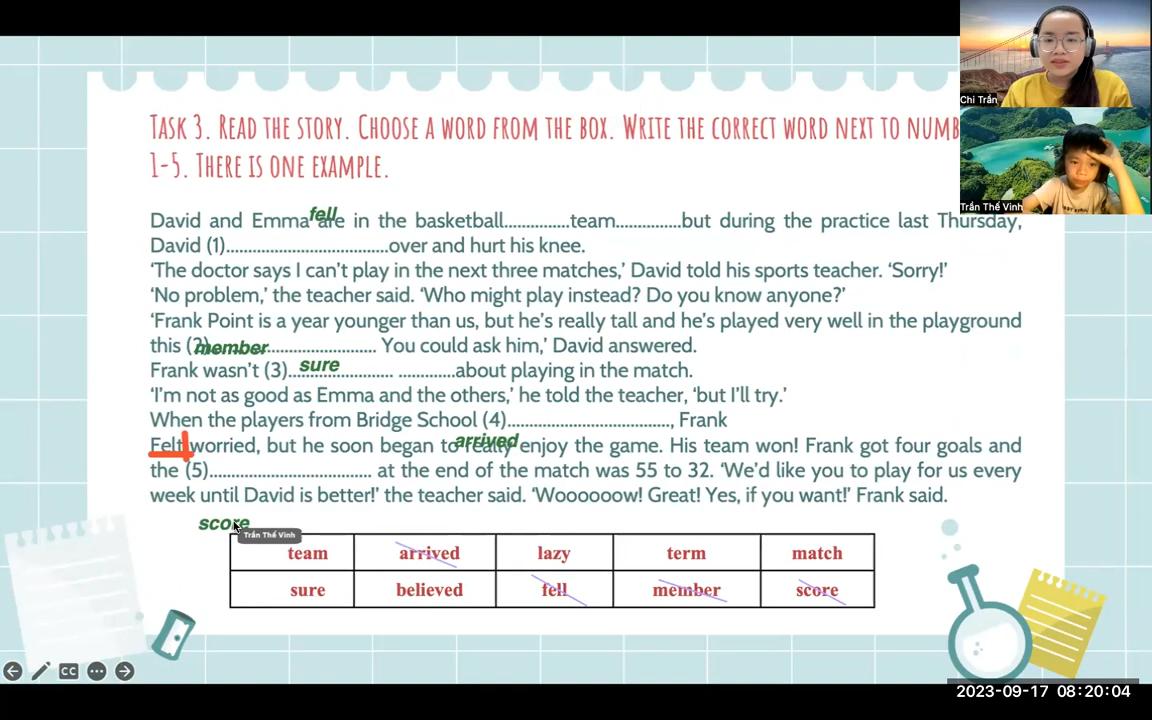 Chi Trần
TASK 3. READ THE STORY. CHOOSE A WORD FROM THE BOX. WRITE THE CORRECT WORD NEXT TO NUMB
1-5. THERE IS ONE EXAMPLE.
Trần Thế Vinh
fell
David and Emma are in the basketball...............team...............but during the practice last Thursday,
David (1)......................................over and hurt his knee.
‘The doctor says I can’t play in the next three matches,’ David told his sports teacher. ‘Sorry!’
‘No problem,’ the teacher said. ‘Who might play instead? Do you know anyone?’
‘Frank Point is a year younger than us, but he’s really tall and he’s played very well in the playground
this (2)...................................... You could ask him,’ David answered.
member
Frank wasn’t (3)........................ .............about playing in the match.
sure
‘I’m not as good as Emma and the others,’ he told the teacher, ‘but I’ll try.’
When the players from Bridge School (4)......................................, Frank
Felt worried, but he soon began to really enjoy the game. His team won! Frank got four goals and
arrived
the (5)...................................... at the end of the match was 55 to 32. ‘We’d like you to play for us every
week until David is better!’ the teacher said. ‘Woooooow! Great! Yes, if you want!’ Frank said.
score
Trần Thế Vinh
team arrived lazy term match
sure believed fell member score
CC
2023-09-17 08:20:04